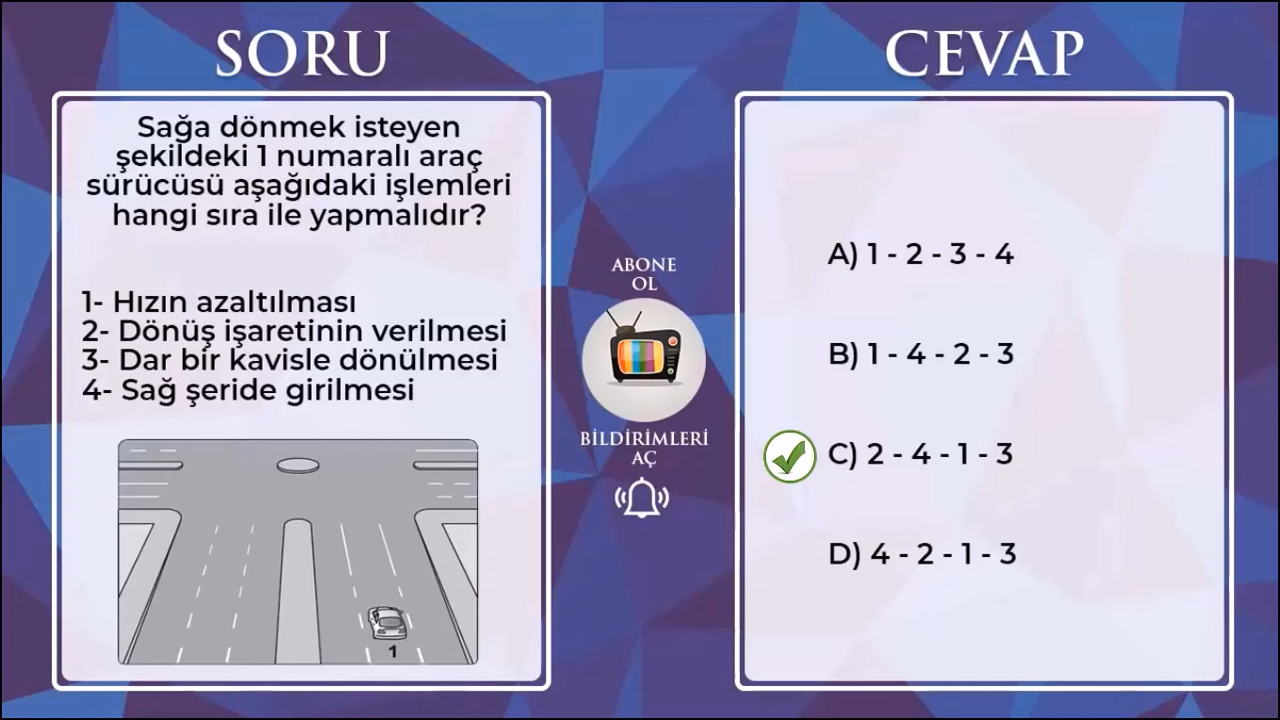 SORU
Sağa dönmek isteyen
şekildeki 1 numaralı araç
sürücüsü aşağıdaki işlemleri
hangi sıra ile yapmalıdır?
1- Hızın azaltılması
2- Dönüş işaretinin verilmesi
3- Dar bir kavisle dönülmesi
4- Sağ şeride girilmesi
1
ABONE
OL
BİLDİRİMLERİ
AÇ
CEVAP
A) 1 - 2 - 3 - 4
B) 1 - 4 - 2 - 3
C) 2 - 4 - 1 - 3
D) 4 - 2 - 1 - 3